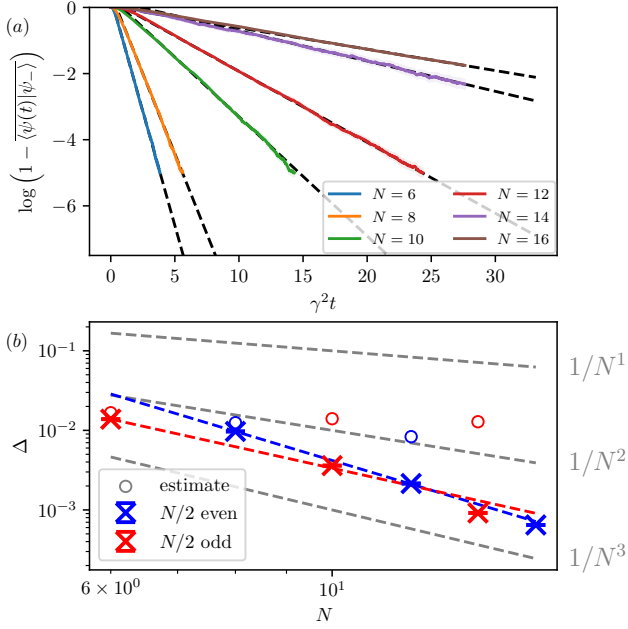 (a)
log (1 − ⟨ψ(t)|ψ₋⟩)
0
−2
−4
−6
N = 6
N = 8
N = 10
N = 12
N = 14
N = 16
0 5 10 15 20 25 30
γ²t
(b)
Δ
10⁻¹
10⁻²
10⁻³
1/N¹
1/N²
1/N³
estimate
N/2 even
N/2 odd
6 × 10⁰
10¹
N